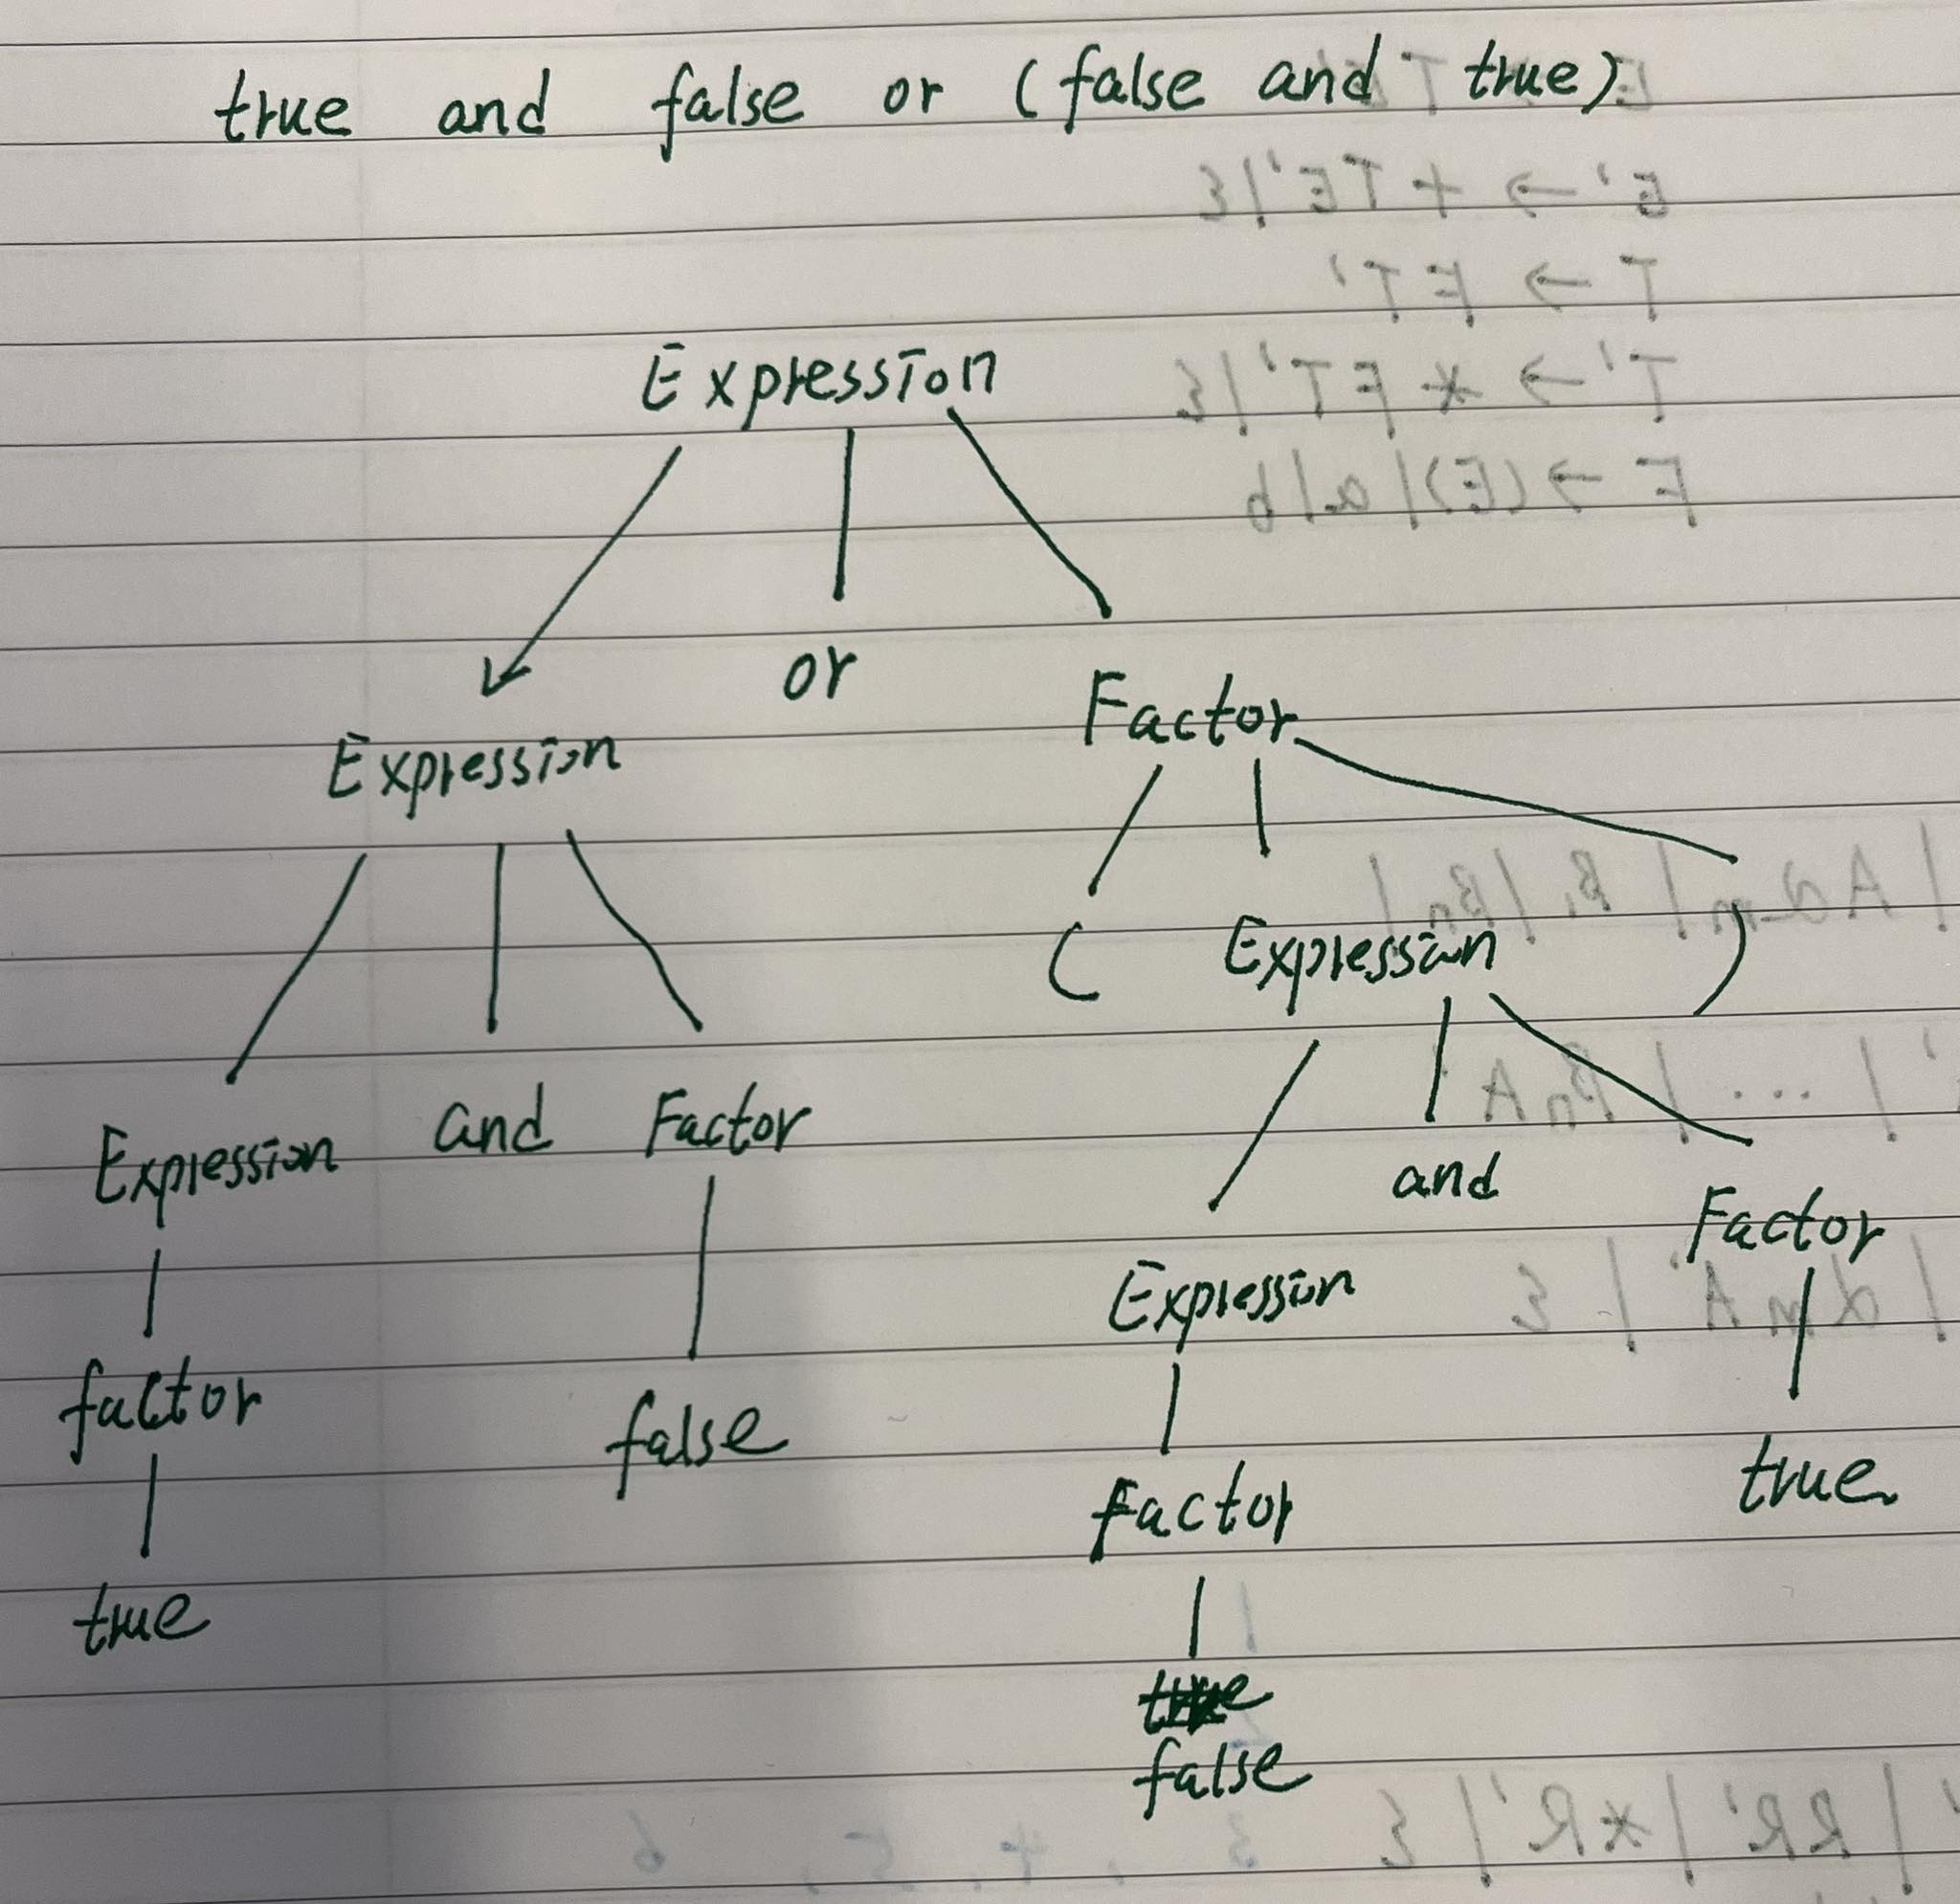 true and false or (false and true)
Expression
or
Factor
Expression
( Expression )
Expression and Factor
and
Factor
Expression
factor
false
Factor
true
true
true
false